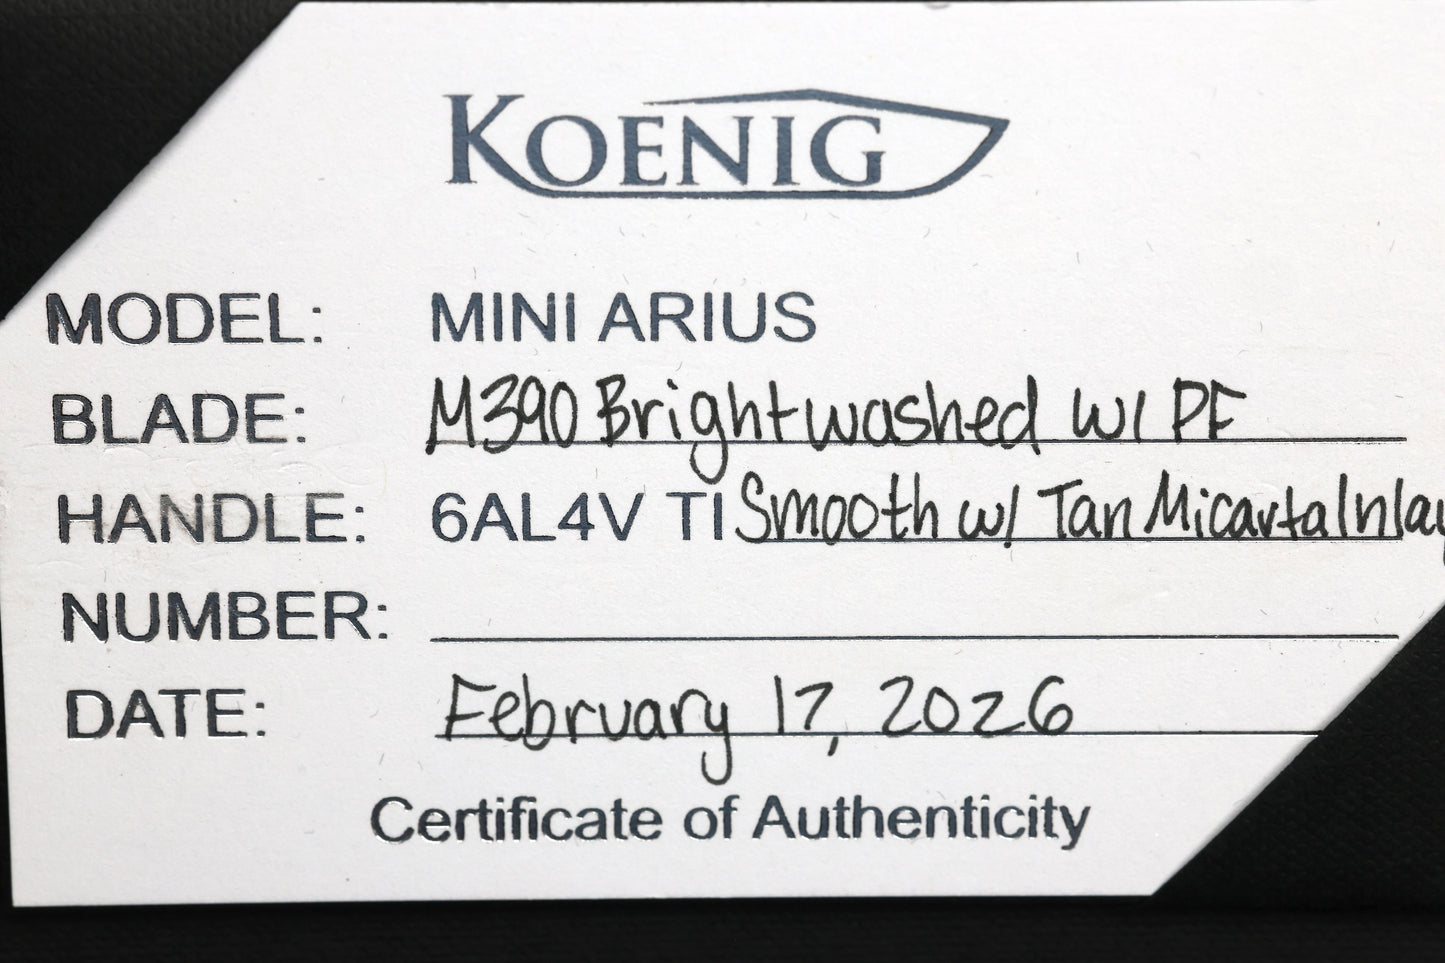 KOENIG
MODEL: MINI ARIUS
BLADE: M390 Brightwashed w/ PF
HANDLE: 6AL4V TI Smooth w/ Tan Micarta Inlay
NUMBER:
DATE: February 17, 2026
Certificate of Authenticity